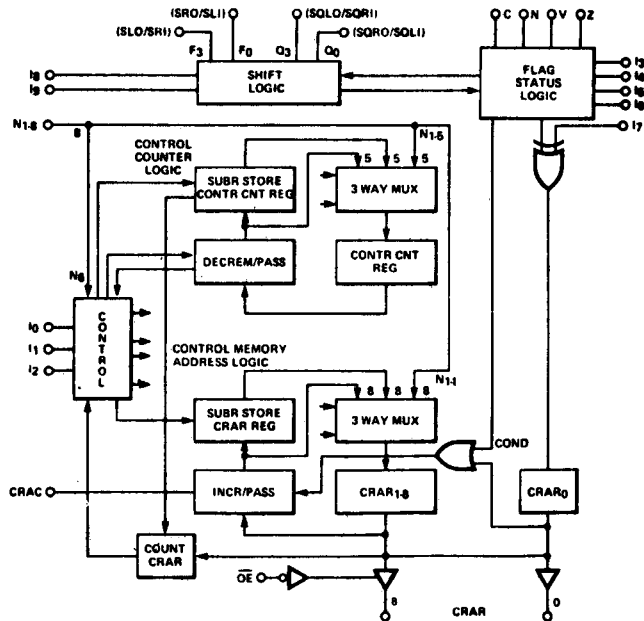 (SRO/SLI) (SQLO/SQRI)
(SLO/SRI) (SQRO/SQLI)
C N V Z
F3 F0 Q3 Q0
I8
I9
SHIFT
LOGIC
FLAG
STATUS
LOGIC
I3
I4
I5
I6
I7
N1-8
8
CONTROL
COUNTER
LOGIC
N1-5
5 5 5
SUBR STORE
CONTR CNT REG
3 WAY MUX
DECREM/PASS
CONTR CNT
REG
N6
CONTROL
I0
I1
I2
CONTROL MEMORY
ADDRESS LOGIC
N1-1
8 8 8
SUBR STORE
CRAR REG
3 WAY MUX
COND
CRAC
INCR/PASS
CRAR1-8
CRAR0
COUNT
CRAR
OE
8
CRAR
0